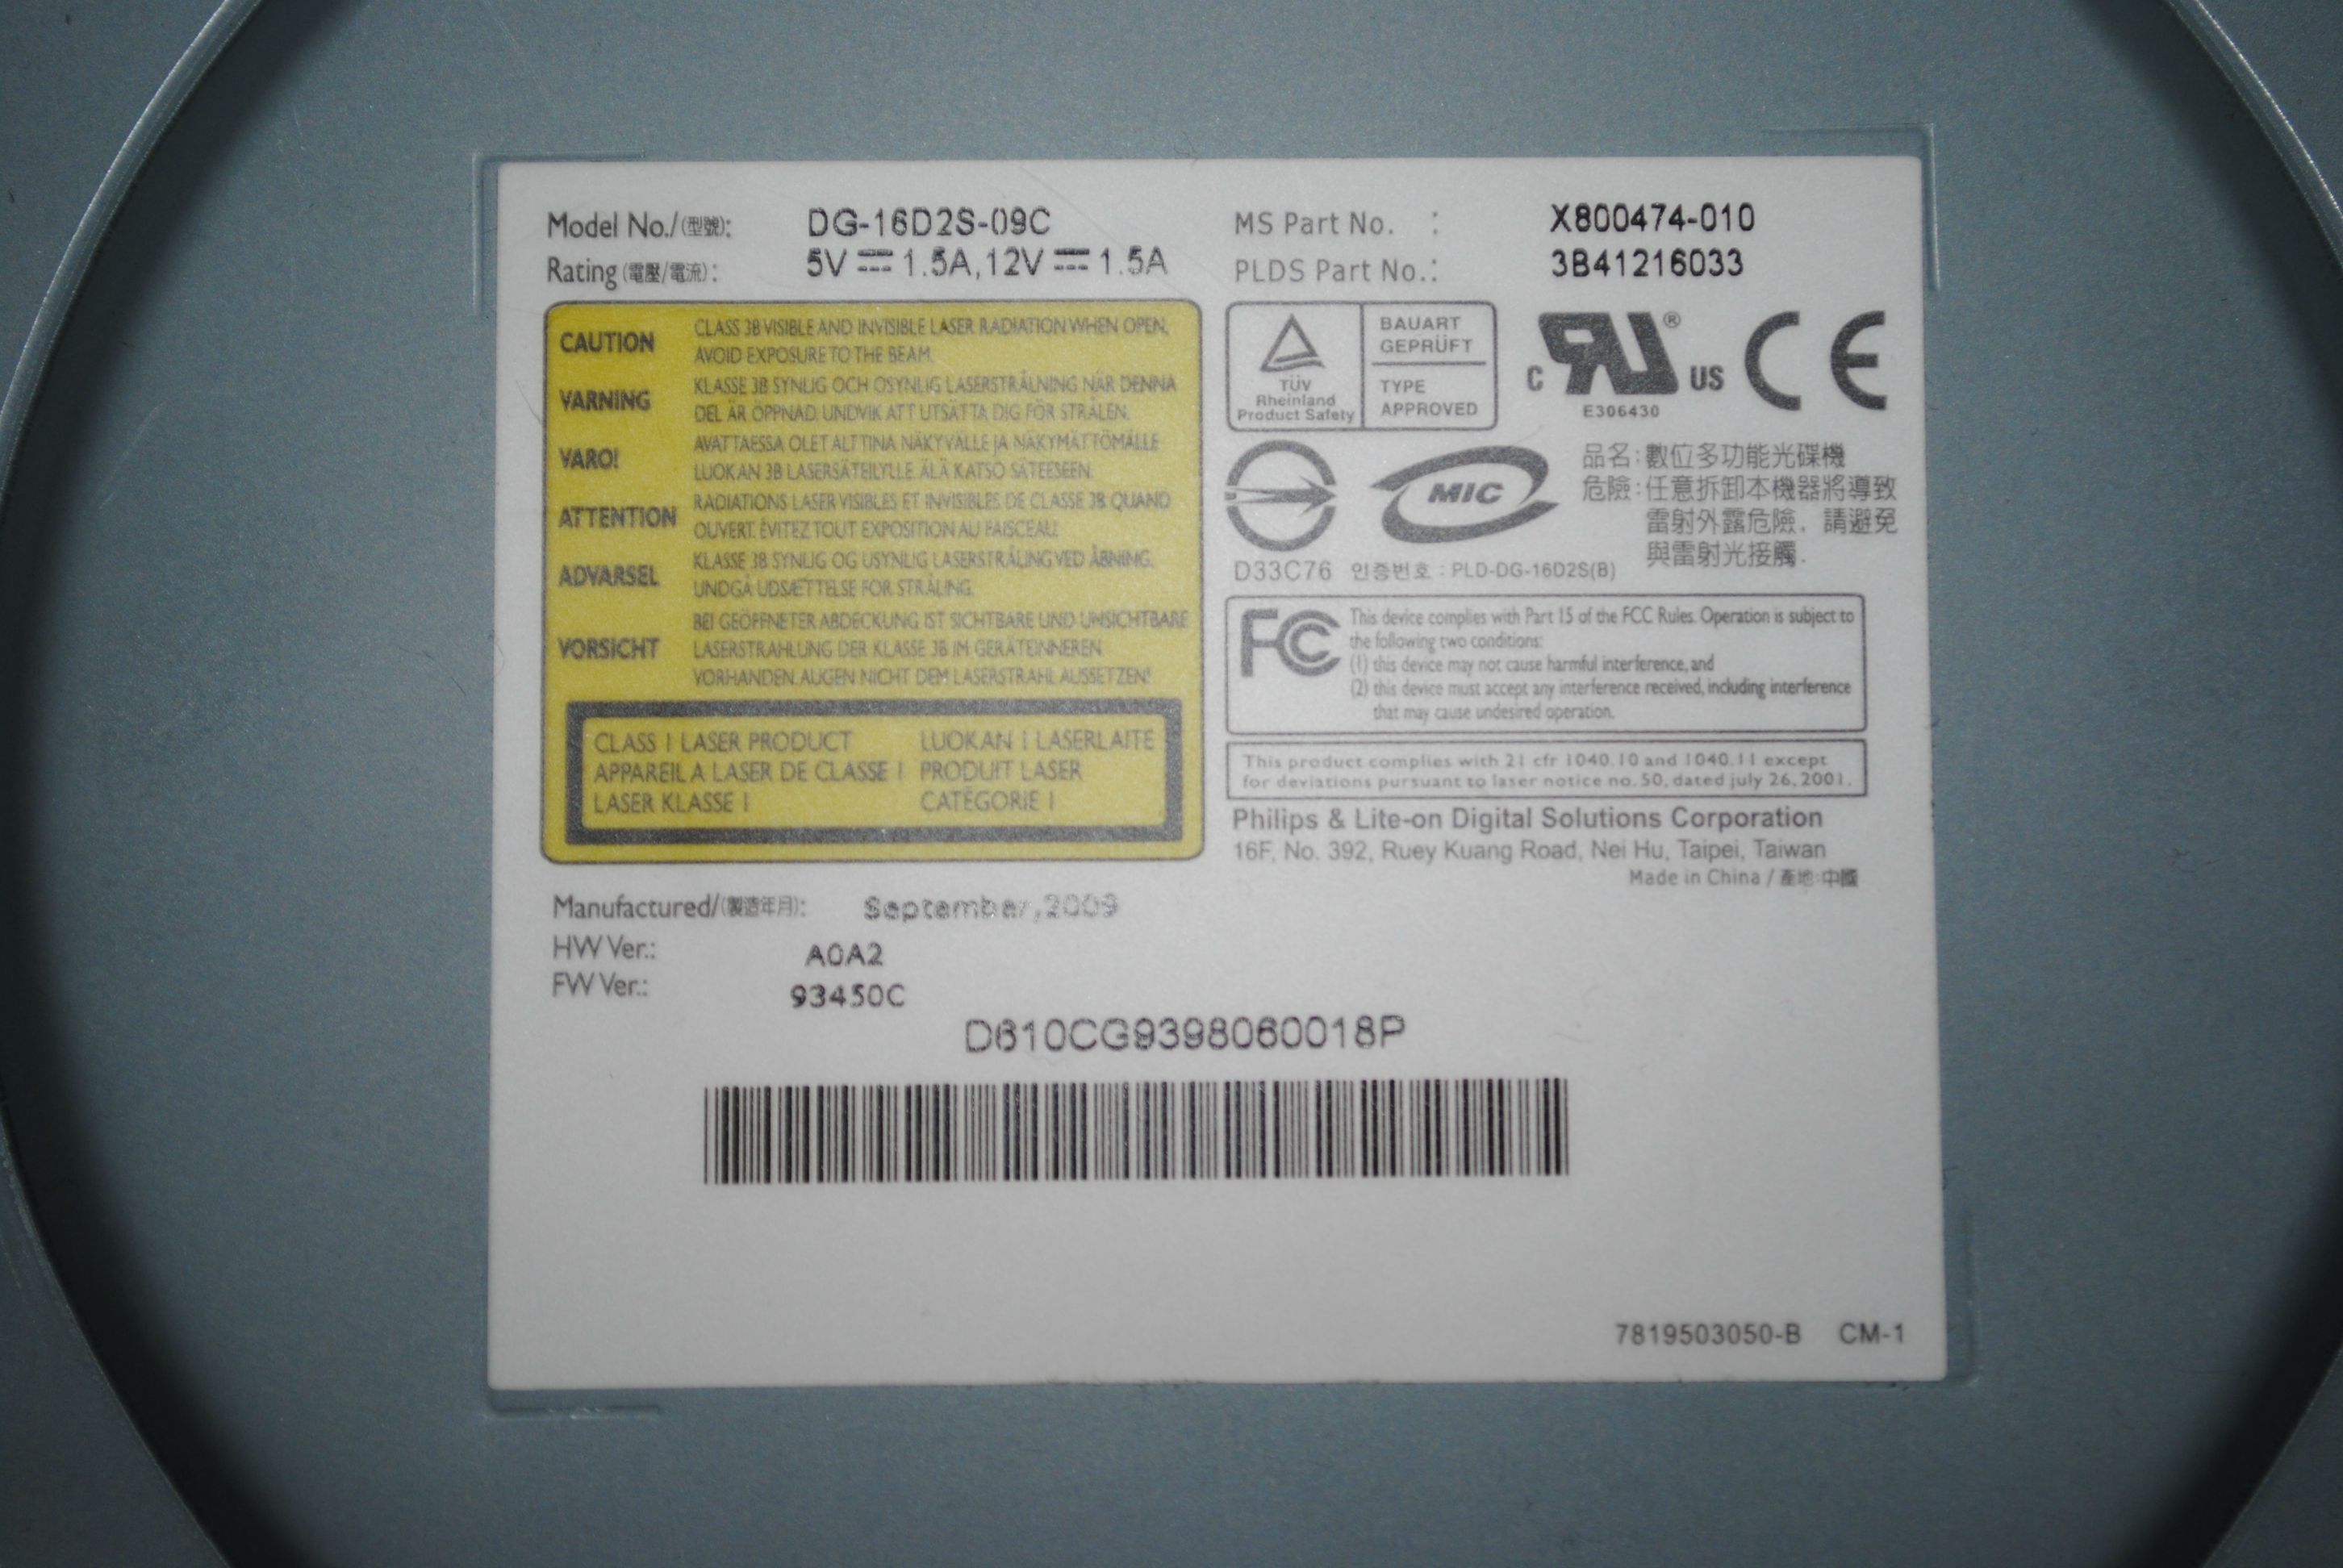 Model No./(型號): DG-16D2S-09C
Rating (電壓/電流): 5V ⎓ 1.5A,12V ⎓ 1.5A
MS Part No. : X800474-010
PLDS Part No.: 3B41216033
CAUTION CLASS 3B VISIBLE AND INVISIBLE LASER RADIATION WHEN OPEN.
AVOID EXPOSURE TO THE BEAM.
VARNING KLASSE 3B SYNLIG OCH OSYNLIG LASERSTRÅLNING NÄR DENNA
DEL ÄR ÖPPNAD. UNDVIK ATT UTSÄTTA DIG FÖR STRÅLEN.
VARO! AVATTAESSA OLET ALTTINA NÄKYVÄLLE JA NÄKYMÄTTÖMÄLLE
LUOKAN 3B LASERSÄTEILYLLE. ÄLÄ KATSO SÄTEESEEN.
ATTENTION RADIATIONS LASER VISIBLES ET INVISIBLES DE CLASSE 3B QUAND
OUVERT. ÉVITEZ TOUT EXPOSITION AU FAISCEAU.
ADVARSEL KLASSE 3B SYNLIG OG USYNLIG LASERSTRÅLING VED ÅBNING.
UNDGÅ UDSÆTTELSE FOR STRÅLING.
VORSICHT BEI GEÖFFNETER ABDECKUNG IST SICHTBARE UND UNSICHTBARE
LASERSTRAHLUNG DER KLASSE 3B IM GERÄTEINNEREN
VORHANDEN. AUGEN NICHT DEM LASERSTRAHL AUSSETZEN!
CLASS 1 LASER PRODUCT
APPAREIL A LASER DE CLASSE 1
LASER KLASSE 1
LUOKAN 1 LASERLAITE
PRODUIT LASER
CATÉGORIE 1
TÜV
Rheinland
Product Safety
BAUART
GEPRÜFT
TYPE
APPROVED
C RU® US
E306430
CE
D33C76
MIC
인증번호 : PLD-DG-16D2S(B)
品名:數位多功能光碟機
危險:任意拆卸本機器將導致
雷射外露危險．請避免
與雷射光接觸．
FC This device complies with Part 15 of the FCC Rules. Operation is subject to
the following two conditions:
(1) this device may not cause harmful interference, and
(2) this device must accept any interference received, including interference
that may cause undesired operation.
This product complies with 21 cfr 1040.10 and 1040.11 except
for deviations pursuant to laser notice no. 50, dated july 26, 2001.
Philips & Lite-on Digital Solutions Corporation
16F, No. 392, Ruey Kuang Road, Nei Hu, Taipei, Taiwan
Made in China / 產地:中國
Manufactured/(製造年月): September,2009
HW Ver.: A0A2
FW Ver.: 93450C
D610CG9398060018P
7819503050-B CM-1